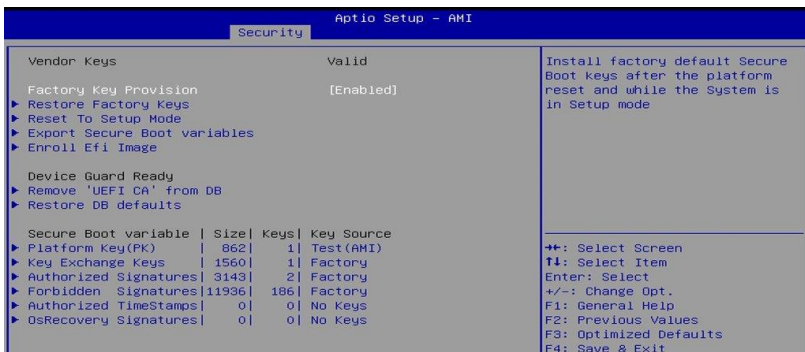 Aptio Setup - AMI
Security
Vendor Keys Valid
Factory Key Provision [Enabled]
Restore Factory Keys
Reset To Setup Mode
Export Secure Boot variables
Enroll Efi Image
Device Guard Ready
Remove 'UEFI CA' from DB
Restore DB defaults
Secure Boot variable | Size| Keys| Key Source
Platform Key(PK) | 862| 1| Test(AMI)
Key Exchange Keys | 1560| 1| Factory
Authorized Signatures| 3143| 2| Factory
Forbidden Signatures|11936| 186| Factory
Authorized TimeStamps| 0| 0| No Keys
OsRecovery Signatures| 0| 0| No Keys
Install factory default Secure
Boot keys after the platform
reset and while the System is
in Setup mode
→←: Select Screen
↑↓: Select Item
Enter: Select
+/-: Change Opt.
F1: General Help
F2: Previous Values
F3: Optimized Defaults
F4: Save & Exit